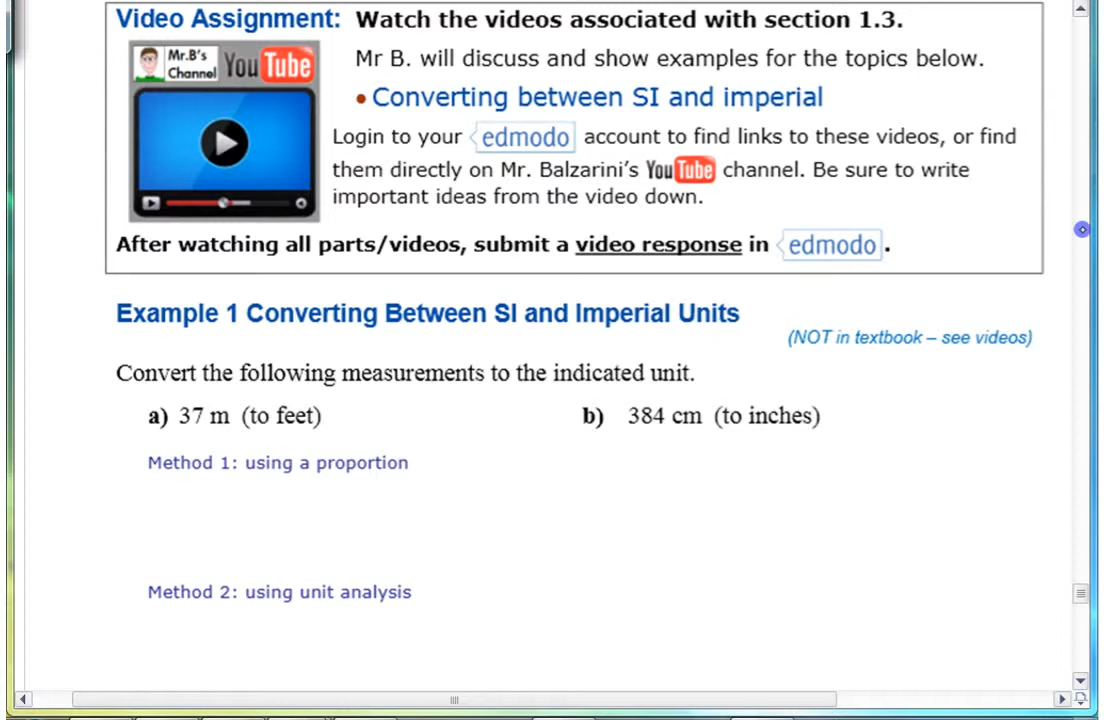 Video Assignment: Watch the videos associated with section 1.3.
Mr.B's
Channel
YouTube
Mr B. will discuss and show examples for the topics below.
• Converting between SI and imperial
Login to your edmodo account to find links to these videos, or find
them directly on Mr. Balzarini's YouTube channel. Be sure to write
important ideas from the video down.
After watching all parts/videos, submit a video response in edmodo.
Example 1 Converting Between SI and Imperial Units
(NOT in textbook – see videos)
Convert the following measurements to the indicated unit.
a) 37 m (to feet) b) 384 cm (to inches)
Method 1: using a proportion
Method 2: using unit analysis